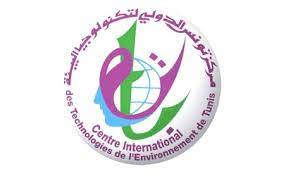 مركز تونس الدولي لتكنولوجيا البيئة
Centre International
des Technologies de l'Environnement de Tunis